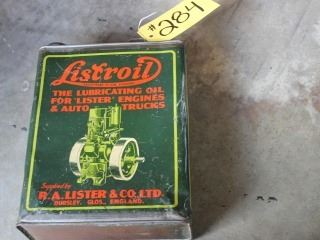 # 284
Listroil
THE LUBRICATING OIL
FOR 'LISTER' ENGINES
& AUTO TRUCKS
Supplied by
R. A. LISTER & CO. LTD.
DURSLEY, GLOS., ENGLAND.